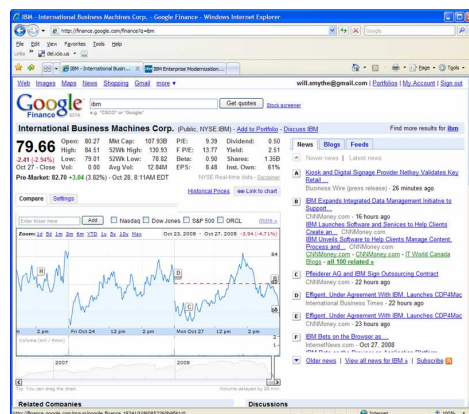 IBM - International Business Machines Corp. - Google Finance - Windows Internet Explorer
http://finance.google.com/finance?q=ibm
Google
File Edit View Favorites Tools Help
Links del.icio.us
IBM - International Busin...
IBM Enterprise Modernization...
Page Tools
Web Images Maps News Shopping Gmail more ▼
will.smythe@gmail.com | Portfolios | My Account | Sign out
Google Finance BETA
ibm
Get quotes
Stock screener
e.g. "CSCO" or "Google"
International Business Machines Corp. (Public, NYSE:IBM) - Add to Portfolio - Discuss IBM
Find more results for ibm
79.66
-2.41 (-2.94%)
Oct 27 - Close
Open: 80.27 Mkt Cap: 107.93B P/E: 9.39 Dividend: 0.50
High: 84.51 52Wk High: 130.93 F P/E: 13.77 Yield: 2.51
Low: 79.01 52Wk Low: 78.82 Beta: 0.90 Shares: 1.35B
Vol: 0.00 Avg Vol: 12.84M EPS: 8.48 Inst. Own: 61%
Pre-Market: 82.70 +3.04 (3.82%) - Oct 28, 8:11AM EDT
NYSE Real-time data - Disclaimer
Historical Prices
Link to chart
Compare Settings
Enter ticker here
Add
Nasdaq Dow Jones S&P 500 ORCL
more »
Zoom: 1d 5d 1m 3m 6m YTD 1y 5y 10y Max
Oct 23, 2008 - Oct 27, 2008 -3.94 (-4.71%)
H
D
C
84
2 pm Fri Oct 24 12 pm 2 pm Mon Oct 27 12 pm 2 pm
Volume (mil / 4min)
2
1
2007 2008
Tip: You can drag the chart
Volume delayed by 20 min
Related Companies
News Blogs Feeds
Newer news | Latest news
A Kiosk and Digital Signage Provider Netkey Validates Key Retail ...
Business Wire (press release) - 26 minutes ago
B IBM Expands Integrated Data Management Initiative to Support...
CNNMoney.com - 16 hours ago
IBM Launches Software and Services to Help Clients Create an...
CNNMoney.com
IBM Unveils Software to Help Clients Manage Content, Process and ...
CNNMoney.com
CNNMoney.com - CNNMoney.com - IT World Canada Blogs - all 100 related »
C Pfleiderer AG and IBM Sign Outsourcing Contract
CNNMoney.com - 22 hours ago
D Effigent, Under Agreement With IBM, Launches CDP4Mac
International Business Times - 22 hours ago
E Effigent, Under Agreement With IBM, Launches CDP4Mac
CNNMoney.com - 23 hours ago
F IBM Bets on the Browser as ...
InternetNews.com - Oct 27, 2008
Older news | View all news for IBM » | Subscribe
Discussions
Internet